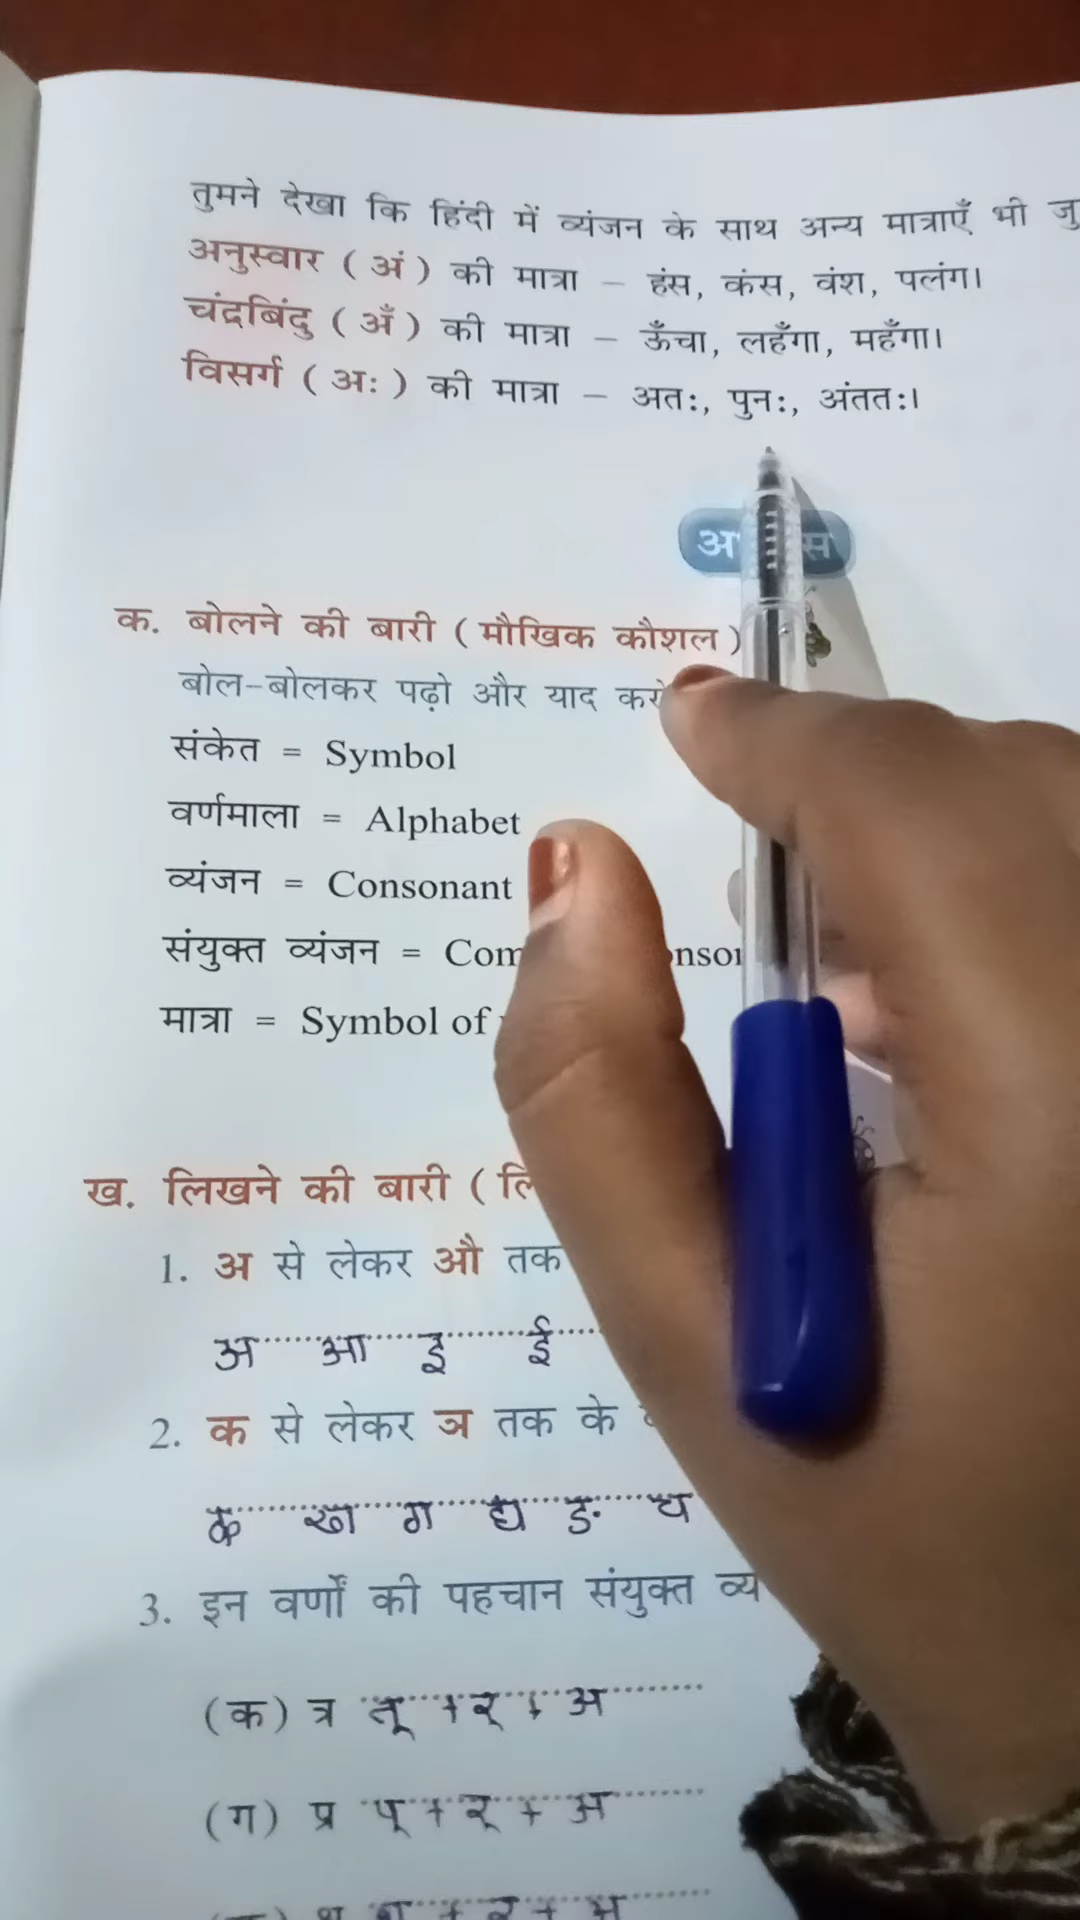 तुमने देखा कि हिंदी में व्यंजन के साथ अन्य मात्राएँ भी
अनुस्वार ( अं ) की मात्रा – हंस, कंस, वंश, पलंग।
चंद्रबिंदु ( अँ ) की मात्रा – ऊँचा, लहँगा, महँगा।
विसर्ग ( अः ) की मात्रा – अतः, पुनः, अंततः।
क. बोलने की बारी ( मौखिक कौशल )
बोल-बोलकर पढ़ो और याद
संकेत = Symbol
वर्णमाला = Alphabet
व्यंजन = Consonant
संयुक्त व्यंजन =
मात्रा = Symbol of
ख. लिखने की बारी (
1. अ से लेकर औ तक
अ आ इ ई
2. क से लेकर ञ तक के
क ख ग घ ङ च
3. इन वर्णों की पहचान संयुक्त
(क) त्र त् + र् + अ
(ग) प्र प् + र् + अ